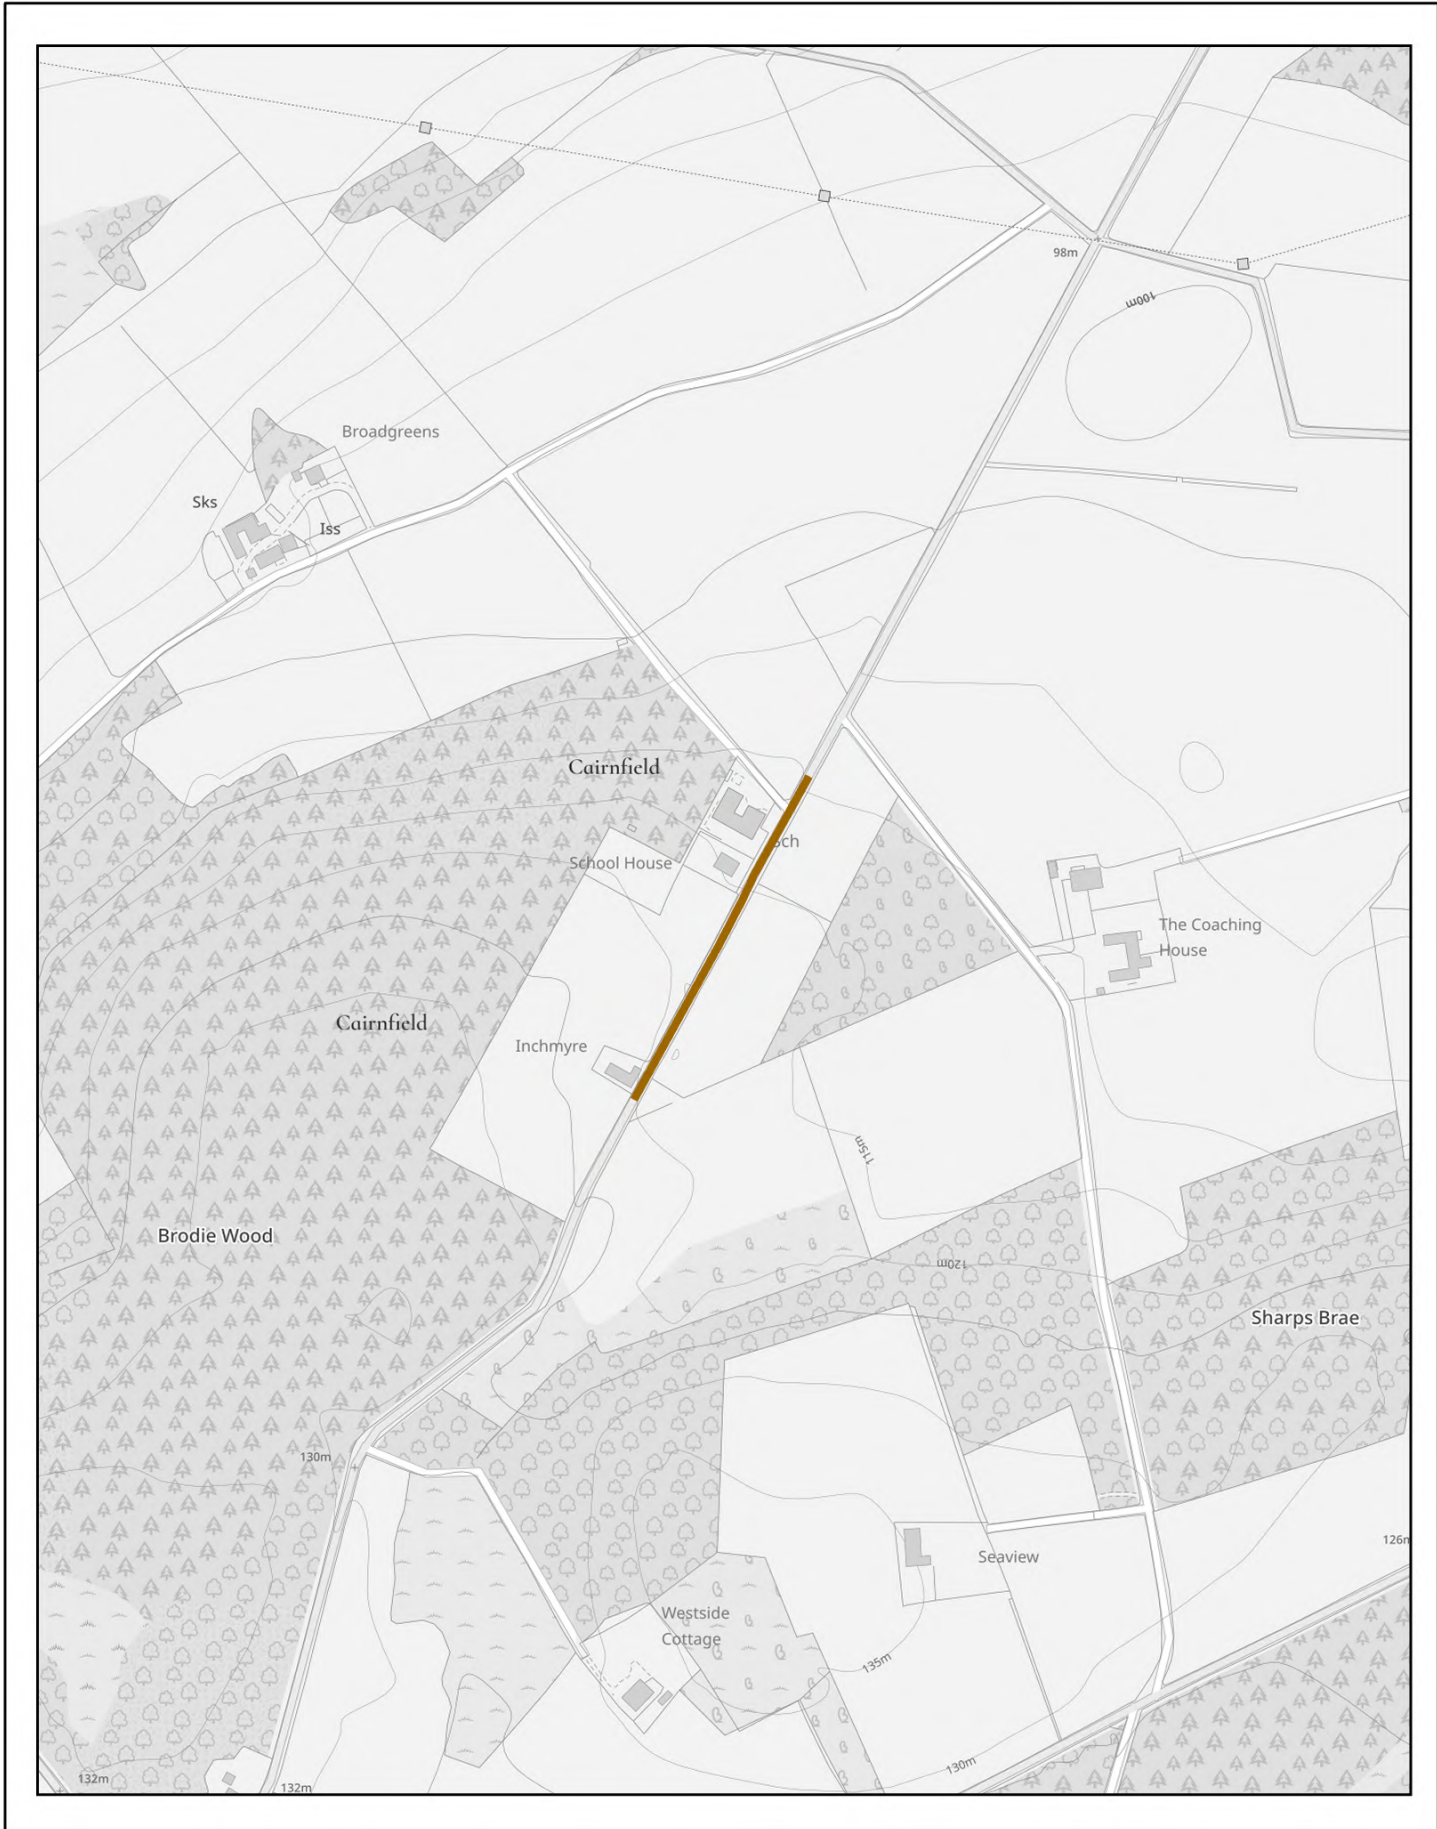 98m
100m
Broadgreens
Sks
Iss
Cairnfield
Sch
School House
The Coaching
House
Cairnfield
Inchmyre
115m
Brodie Wood
120m
Sharps Brae
130m
126m
Seaview
Westside
Cottage
135m
130m
132m
132m